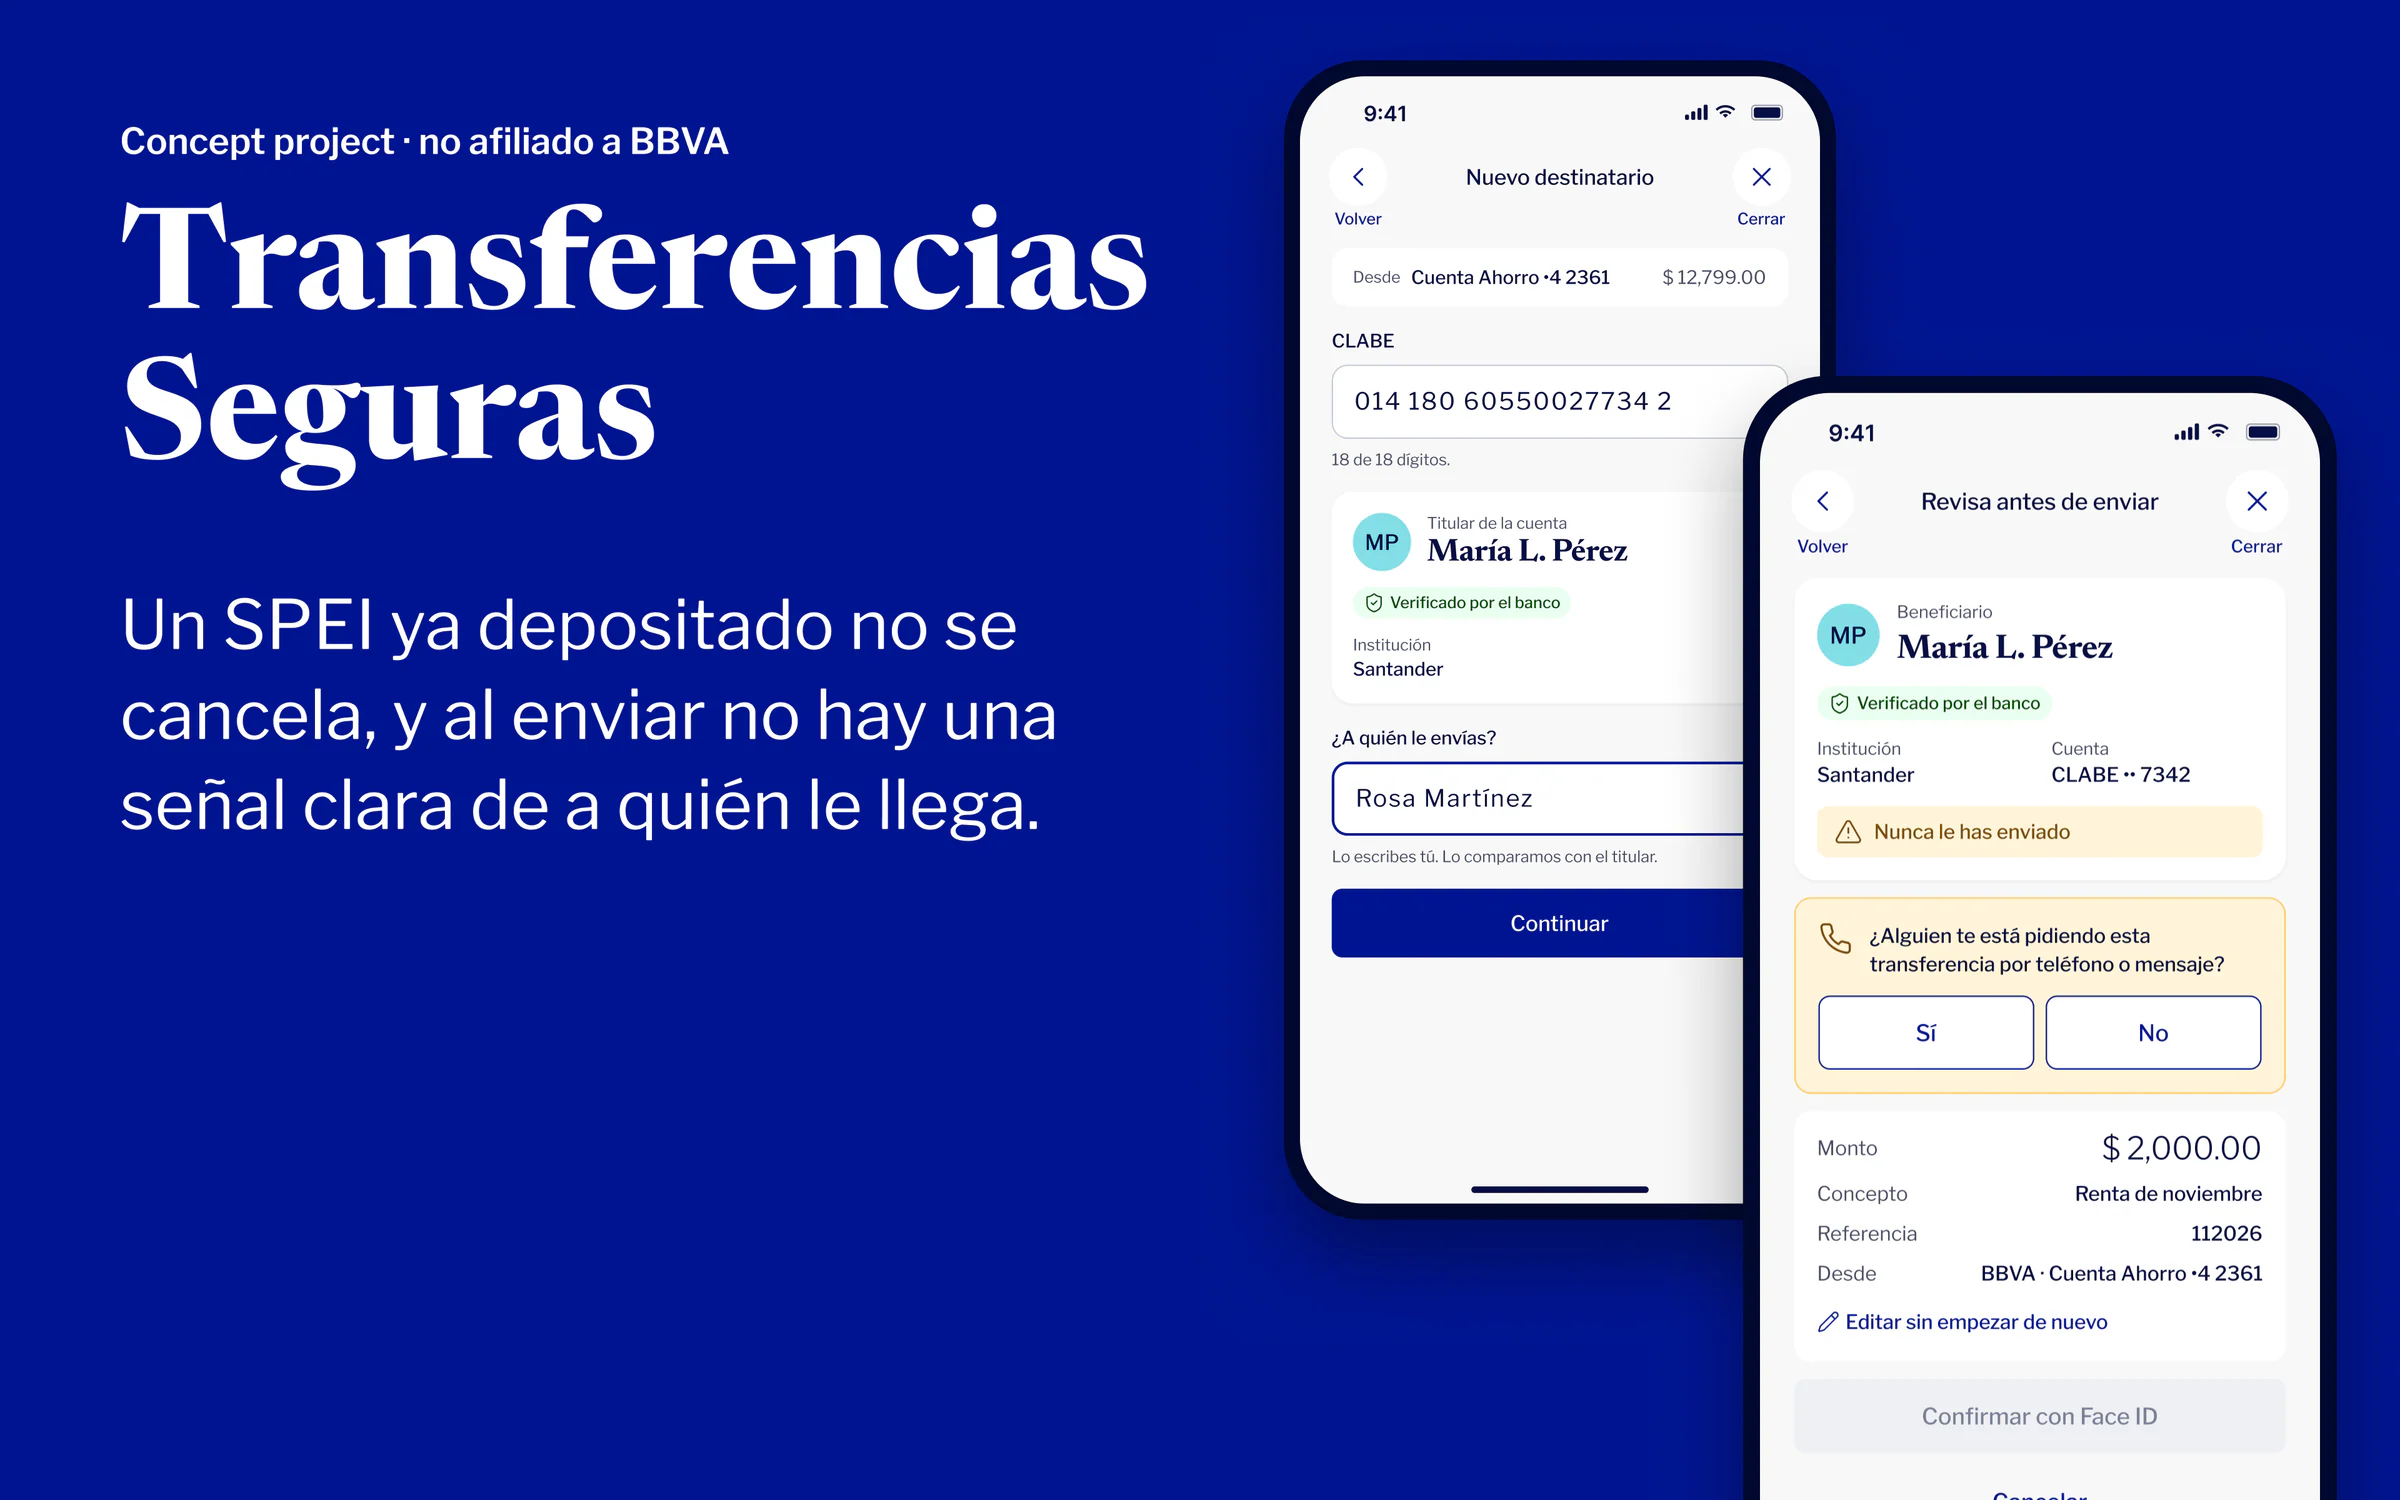 Concept project · no afiliado a BBVA
Transferencias
Seguras
Un SPEI ya depositado no se
cancela, y al enviar no hay una
señal clara de a quién le llega.
9:41
Nuevo destinatario
Volver
Cerrar
Desde Cuenta Ahorro •4 2361 $ 12,799.00
CLABE
014 180 60550027734 2
18 de 18 dígitos.
MP
Titular de la cuenta
María L. Pérez
Verificado por el banco
Institución
Santander
¿A quién le envías?
Rosa Martínez
Lo escribes tú. Lo comparamos con el titular.
Continuar
9:41
Revisa antes de enviar
Volver
Cerrar
MP
Beneficiario
María L. Pérez
Verificado por el banco
Institución Cuenta
Santander CLABE •• 7342
Nunca le has enviado
¿Alguien te está pidiendo esta
transferencia por teléfono o mensaje?
Sí No
Monto $ 2,000.00
Concepto Renta de noviembre
Referencia 112026
Desde BBVA · Cuenta Ahorro •4 2361
Editar sin empezar de nuevo
Confirmar con Face ID